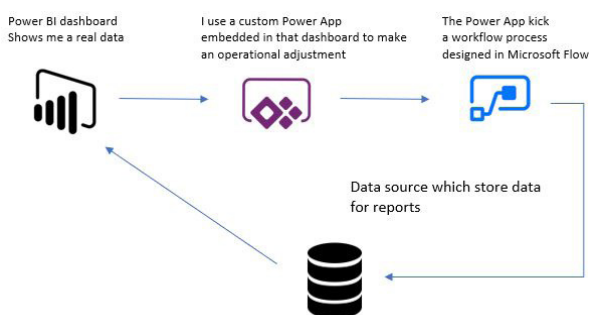 Power BI dashboard
Shows me a real data
I use a custom Power App
embedded in that dashboard to make
an operational adjustment
The Power App kick
a workflow process
designed in Microsoft Flow
Data source which store data
for reports